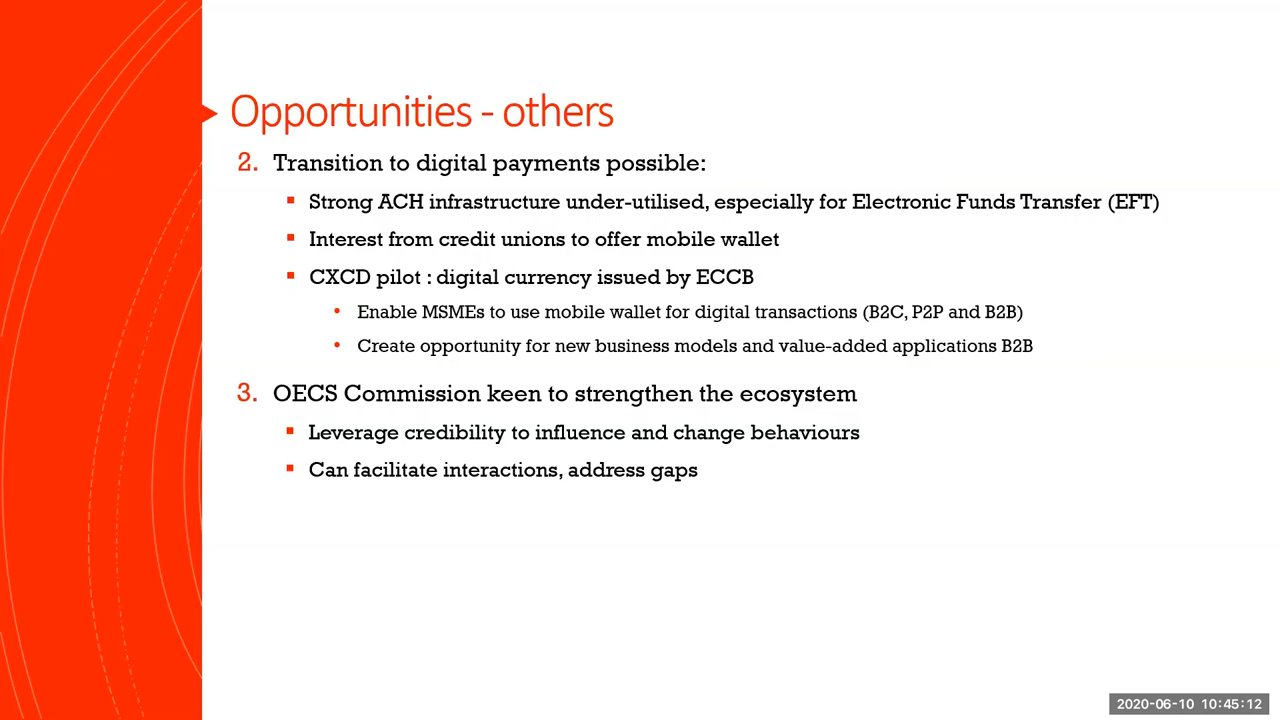 Opportunities - others
2. Transition to digital payments possible:
▪ Strong ACH infrastructure under-utilised, especially for Electronic Funds Transfer (EFT)
▪ Interest from credit unions to offer mobile wallet
▪ CXCD pilot : digital currency issued by ECCB
• Enable MSMEs to use mobile wallet for digital transactions (B2C, P2P and B2B)
• Create opportunity for new business models and value-added applications B2B
3. OECS Commission keen to strengthen the ecosystem
▪ Leverage credibility to influence and change behaviours
▪ Can facilitate interactions, address gaps
2020-06-10 10:45:12